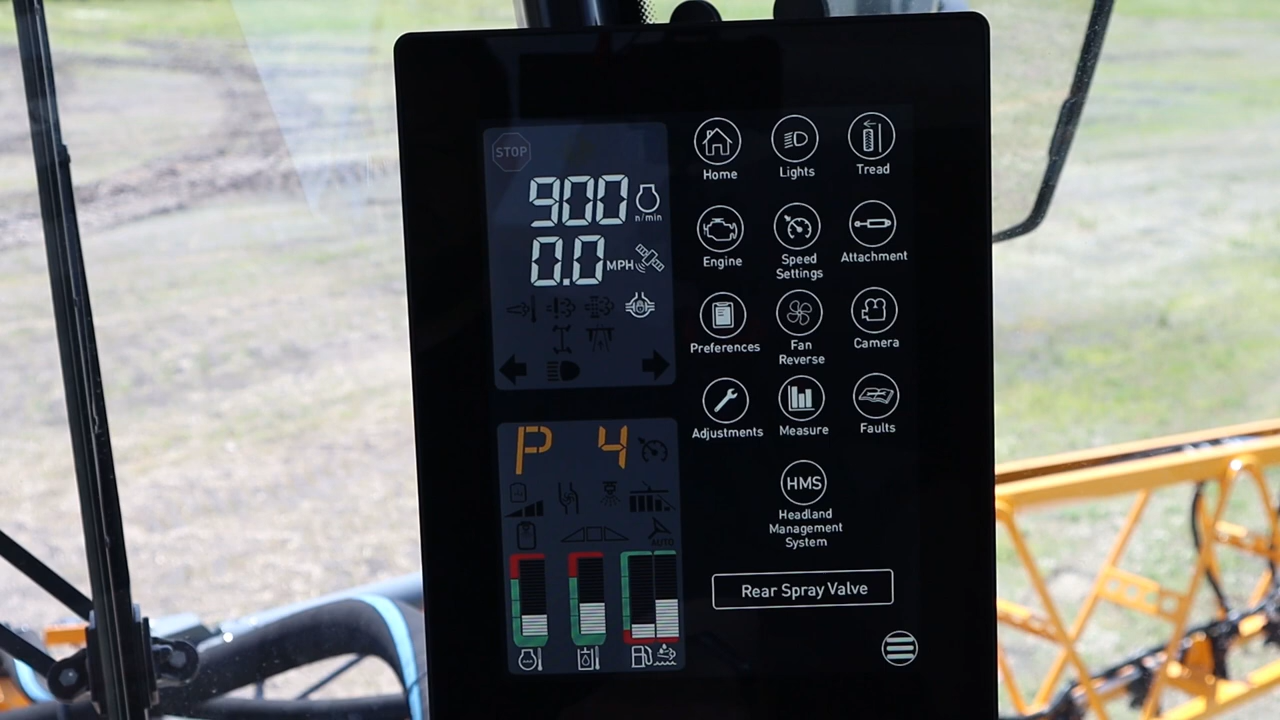 STOP
900
n/min
0.0 MPH
P 4
AUTO
Home
Lights
Tread
Engine
Speed
Settings
Attachment
Preferences
Fan
Reverse
Camera
Adjustments
Measure
Faults
HMS
Headland
Management
System
Rear Spray Valve